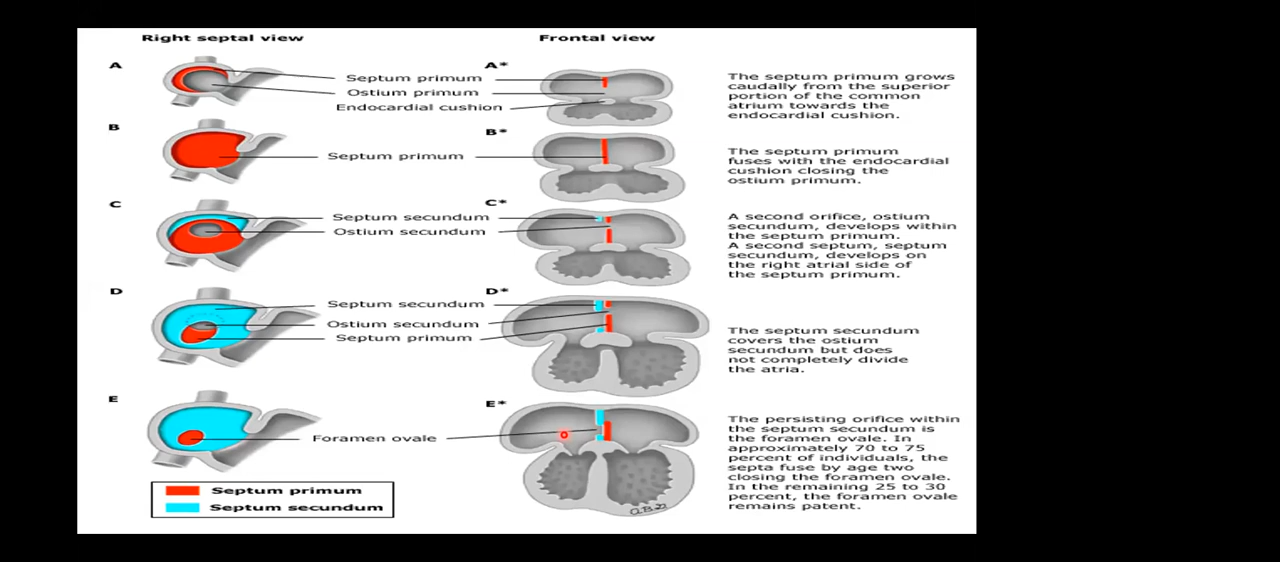 Right septal view
Frontal view
A
A*
Septum primum
Ostium primum
Endocardial cushion
The septum primum grows
caudally from the superior
portion of the common
atrium towards the
endocardial cushion.
B
B*
Septum primum
The septum primum
fuses with the endocardial
cushion closing the
ostium primum.
C
C*
Septum secundum
Ostium secundum
A second orifice, ostium
secundum, develops within
the septum primum.
A second septum, septum
secundum, develops on
the right atrial side of
the septum primum.
D
D*
Septum secundum
Ostium secundum
Septum primum
The septum secundum
covers the ostium
secundum but does
not completely divide
the atria.
E
E*
Foramen ovale
The persisting orifice within
the septum secundum is
the foramen ovale. In
approximately 70 to 75
percent of individuals, the
septa fuse by age two
closing the foramen ovale.
In the remaining 25 to 30
percent, the foramen ovale
remains patent.
Septum primum
Septum secundum